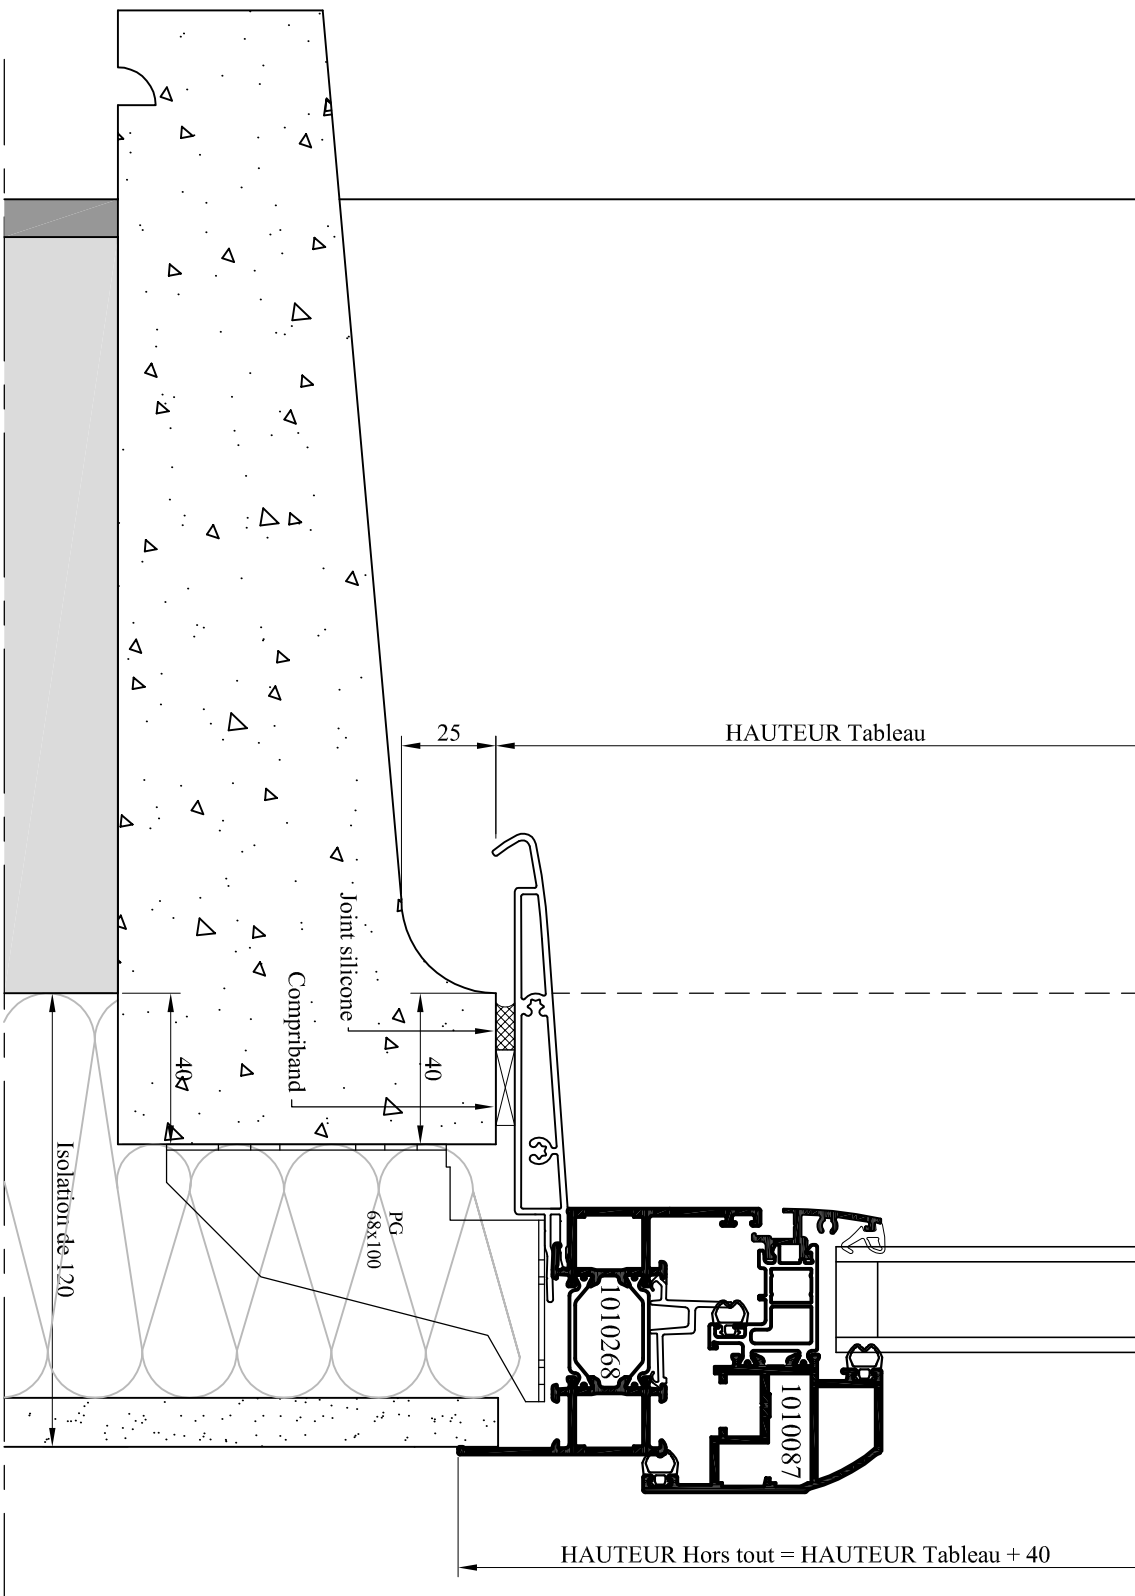 25
HAUTEUR Tableau
Joint silicone
Compriband
40
40
Isolation de 120
PG
68x100
1010268
1010087
HAUTEUR Hors tout = HAUTEUR Tableau + 40